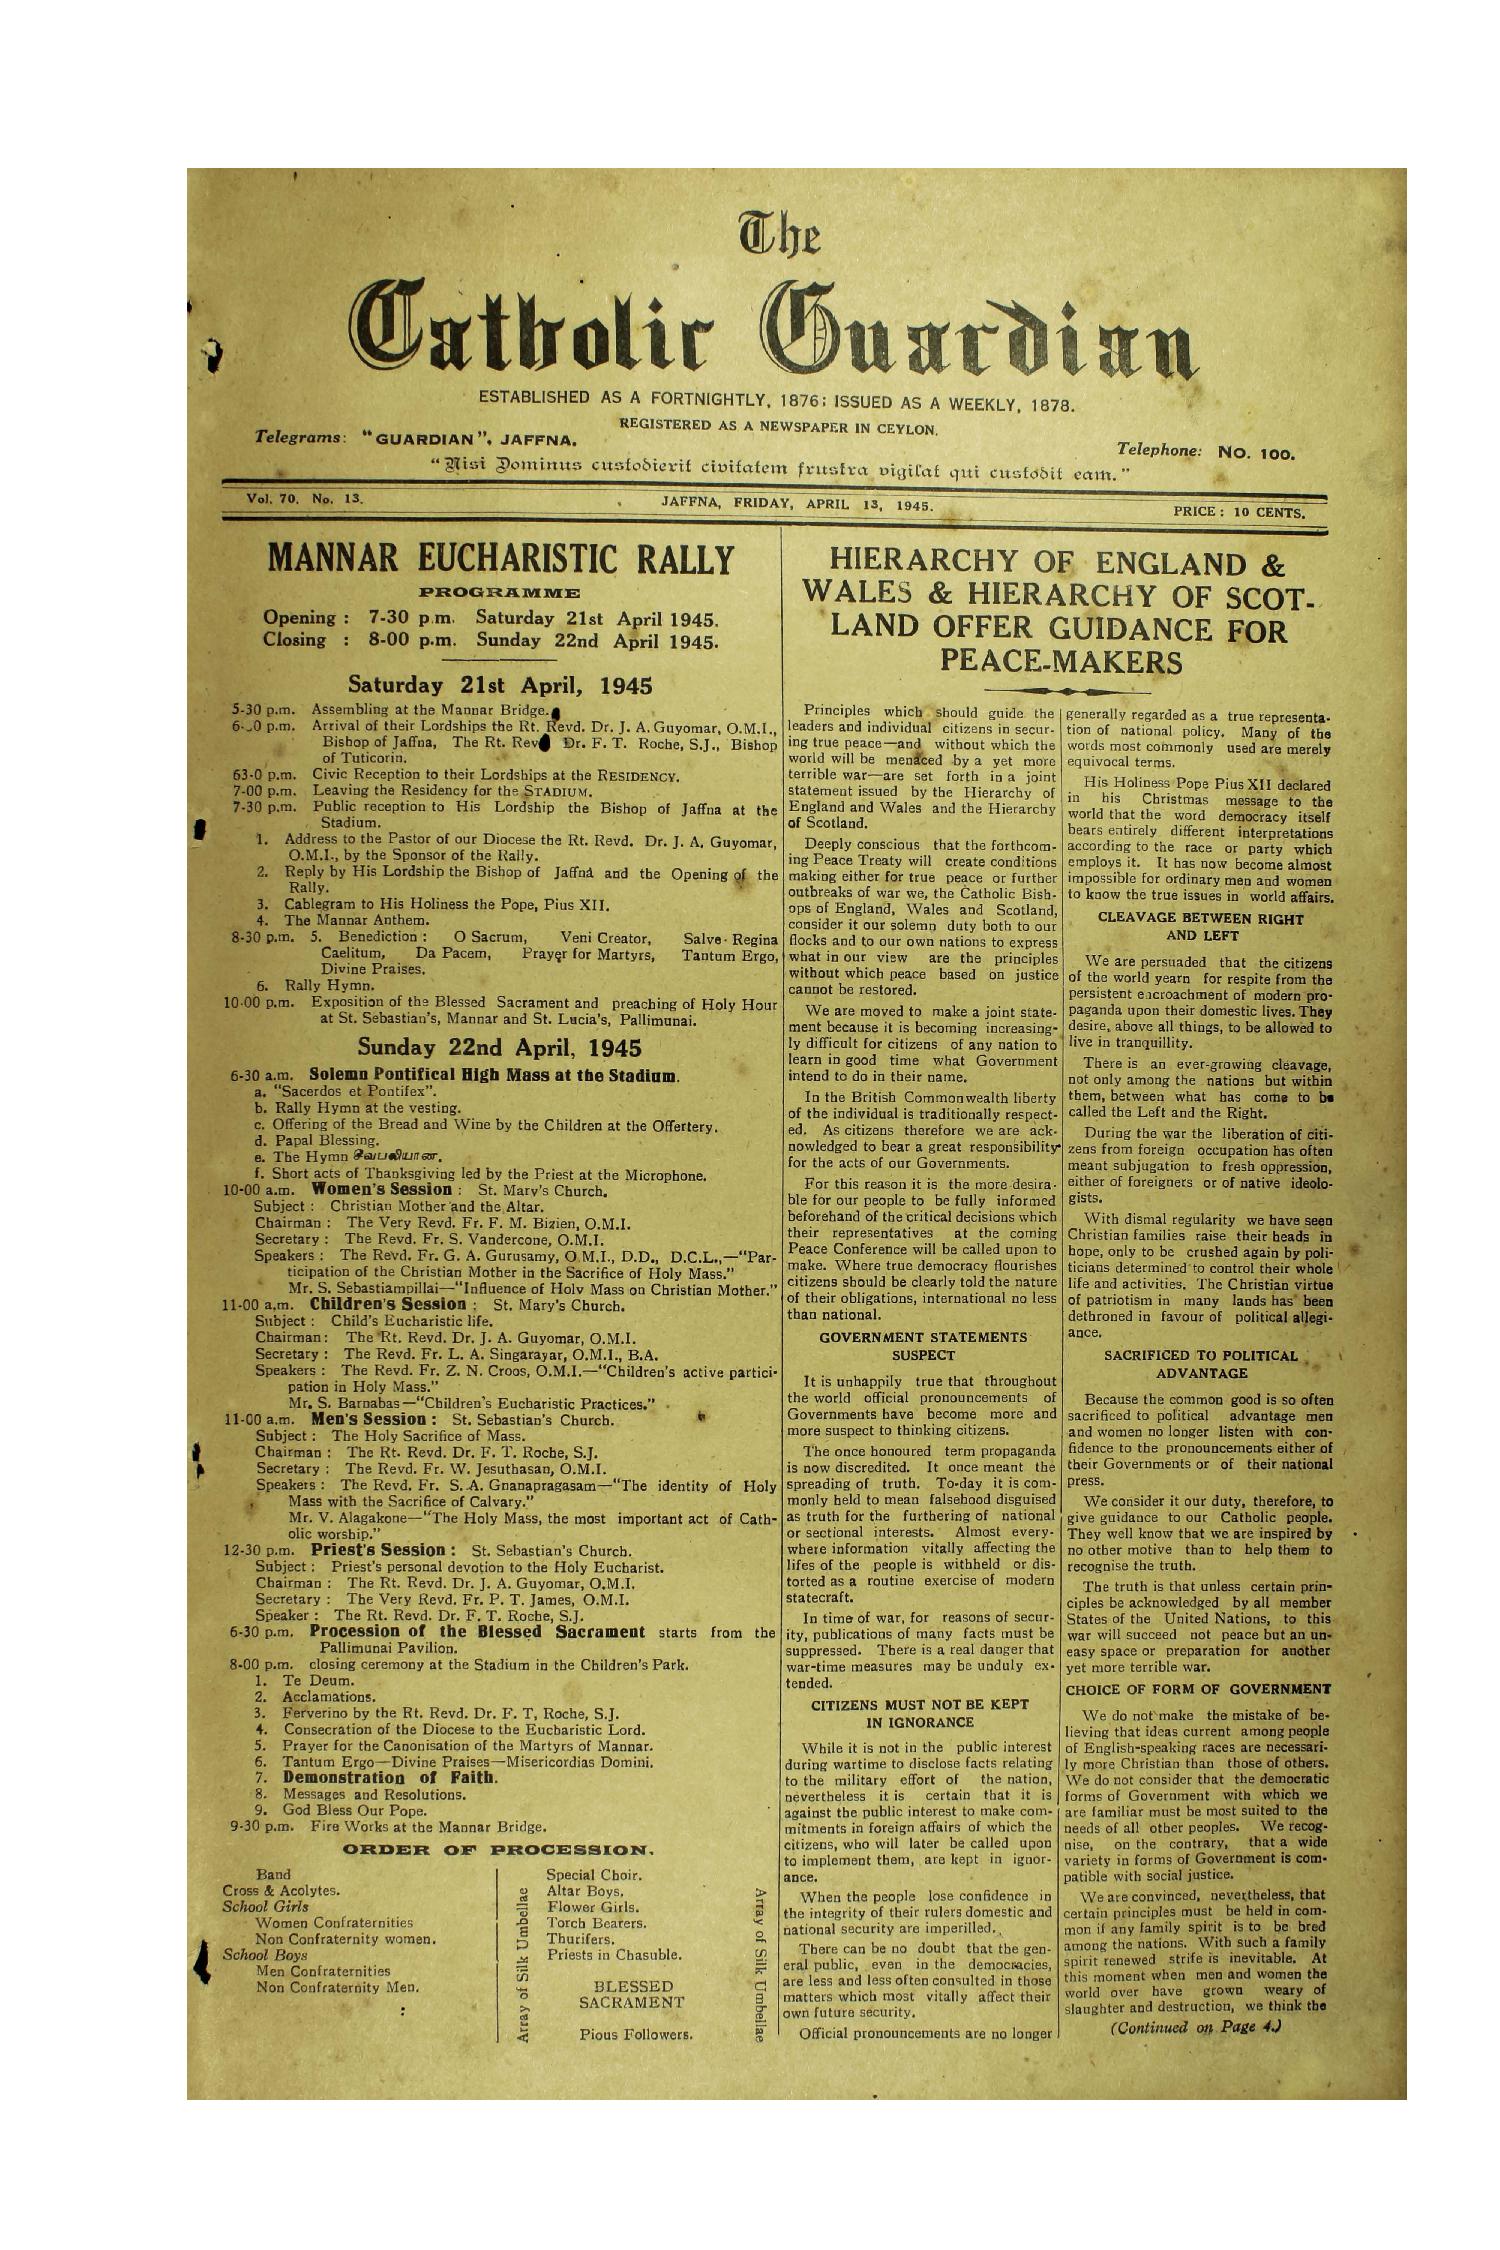 The
Catholic Guardian
ESTABLISHED AS A FORTNIGHTLY, 1876; ISSUED AS A WEEKLY, 1878.
REGISTERED AS A NEWSPAPER IN CEYLON.
Telegrams: "GUARDIAN", JAFFNA.
Telephone: NO. 100.
"Nisi Dominus custodierit civitatem frustra vigilat qui custodit eam."
Vol. 70. No. 13.
JAFFNA, FRIDAY, APRIL 13, 1945.
PRICE: 10 CENTS.
MANNAR EUCHARISTIC RALLY
PROGRAMME
Opening : 7-30 p.m. Saturday 21st April 1945.
Closing : 8-00 p.m. Sunday 22nd April 1945.
Saturday 21st April, 1945
5-30 p.m. Assembling at the Mannar Bridge.
p.m. Arrival of their Lordships the Rt. Revd. Dr. J. A. Guyomar, O.M.I.,
Bishop of Jaffna, The Rt. Rev Dr. F. T. Roche, S.J., Bishop
of Tuticorin.
63-0 p.m. Civic Reception to their Lordships at the RESIDENCY.
7-00 p.m. Leaving the Residency for the STADIUM.
7-30 p.m. Public reception to His Lordship the Bishop of Jaffna at the
Stadium.
1. Address to the Pastor of our Diocese the Rt. Revd. Dr. J. A. Guyomar,
O.M.I., by the Sponsor of the Rally.
2. Reply by His Lordship the Bishop of Jaffna and the Opening of the
Rally.
3. Cablegram to His Holiness the Pope, Pius XII.
4. The Mannar Anthem.
8-30 p.m. 5. Benediction : O Sacrum, Veni Creator, Salve Regina
Caelitum, Da Pacem, Prayer for Martyrs, Tantum Ergo,
Divine Praises.
6. Rally Hymn.
10-00 p.m. Exposition of the Blessed Sacrament and preaching of Holy Hour
at St. Sebastian's, Mannar and St. Lucia's, Pallimunai.
Sunday 22nd April, 1945
6-30 a.m. Solemn Pontifical High Mass at the Stadium.
a. "Sacerdos et Pontifex".
b. Rally Hymn at the vesting.
c. Offering of the Bread and Wine by the Children at the Offertery.
d. Papal Blessing.
e. The Hymn
f. Short acts of Thanksgiving led by the Priest at the Microphone.
10-00 a.m. Women's Session : St. Mary's Church.
Subject : Christian Mother and the Altar.
Chairman : The Very Revd. Fr. F. M. Bizien, O.M.I.
Secretary : The Revd. Fr. S. Vandercone, O.M.I.
Speakers : The Revd. Fr. G. A. Gurusamy, O.M.I., D.D., D.C.L.,—"Par-
ticipation of the Christian Mother in the Sacrifice of Holy Mass."
Mr. S. Sebastiampillai—"Influence of Holy Mass on Christian Mother."
11-00 a.m. Children's Session : St. Mary's Church.
Subject : Child's Eucharistic life.
Chairman : The Rt. Revd. Dr. J. A. Guyomar, O.M.I.
Secretary : The Revd. Fr. L. A. Singarayar, O.M.I., B.A.
Speakers : The Revd. Fr. Z. N. Croos, O.M.I.—"Children's active partici-
pation in Holy Mass."
Mr. S. Barnabas—"Children's Eucharistic Practices."
11-00 a.m. Men's Session : St. Sebastian's Church.
Subject : The Holy Sacrifice of Mass.
Chairman : The Rt. Revd. Dr. F. T. Roche, S.J.
Secretary : The Revd. Fr. W. Jesuthasan, O.M.I.
Speakers : The Revd. Fr. S. A. Gnanapragasam—"The identity of Holy
Mass with the Sacrifice of Calvary."
Mr. V. Alagakone—"The Holy Mass, the most important act of Cath-
olic worship."
12-30 p.m. Priest's Session : St. Sebastian's Church.
Subject : Priest's personal devotion to the Holy Eucharist.
Chairman : The Rt. Revd. Dr. J. A. Guyomar, O.M.I.
Secretary : The Very Revd. Fr. P. T. James, O.M.I.
Speaker : The Rt. Revd. Dr. F. T. Roche, S.J.
6-30 p.m. Procession of the Blessed Sacrament starts from the
Pallimunai Pavilion.
8-00 p.m. closing ceremony at the Stadium in the Children's Park.
1. Te Deum.
2. Acclamations.
3. Ferverino by the Rt. Revd. Dr. F. T, Roche, S.J.
4. Consecration of the Diocese to the Eucharistic Lord.
5. Prayer for the Canonisation of the Martyrs of Mannar.
6. Tantum Ergo—Divine Praises—Misericordias Domini.
7. Demonstration of Faith.
8. Messages and Resolutions.
9. God Bless Our Pope.
9-30 p.m. Fire Works at the Mannar Bridge.
ORDER OF PROCESSION.
Band
Cross & Acolytes.
School Girls
Women Confraternities
Non Confraternity women.
School Boys
Men Confraternities
Non Confraternity Men.
Array of Silk Umbellae
Special Choir.
Altar Boys.
Flower Girls.
Torch Bearers.
Thurifers.
Priests in Chasuble.
BLESSED
SACRAMENT
Pious Followers.
Array of Silk Umbellae
HIERARCHY OF ENGLAND &
WALES & HIERARCHY OF SCOT-
LAND OFFER GUIDANCE FOR
PEACE-MAKERS
Principles which should guide the
leaders and individual citizens in secur-
ing true peace—and without which the
world will be menaced by a yet more
terrible war—are set forth in a joint
statement issued by the Hierarchy of
England and Wales and the Hierarchy
of Scotland.
Deeply conscious that the forthcom-
ing Peace Treaty will create conditions
making either for true peace or further
outbreaks of war we, the Catholic Bish-
ops of England, Wales and Scotland,
consider it our solemn duty both to our
flocks and to our own nations to express
what in our view are the principles
without which peace based on justice
cannot be restored.
We are moved to make a joint state-
ment because it is becoming increasing-
ly difficult for citizens of any nation to
learn in good time what Government
intend to do in their name.
In the British Commonwealth liberty
of the individual is traditionally respect-
ed. As citizens therefore we are ack-
nowledged to bear a great responsibility
for the acts of our Governments.
For this reason it is the more desira-
ble for our people to be fully informed
beforehand of the critical decisions which
their representatives at the coming
Peace Conference will be called upon to
make. Where true democracy flourishes
citizens should be clearly told the nature
of their obligations, international no less
than national.
GOVERNMENT STATEMENTS
SUSPECT
It is unhappily true that throughout
the world official pronouncements of
Governments have become more and
more suspect to thinking citizens.
The once honoured term propaganda
is now discredited. It once meant the
spreading of truth. To-day it is com-
monly held to mean falsehood disguised
as truth for the furthering of national
or sectional interests. Almost every-
where information vitally affecting the
lifes of the people is withheld or dis-
torted as a routine exercise of modern
statecraft.
In time of war, for reasons of secur-
ity, publications of many facts must be
suppressed. There is a real danger that
war-time measures may be unduly ex-
tended.
CITIZENS MUST NOT BE KEPT
IN IGNORANCE
While it is not in the public interest
during wartime to disclose facts relating
to the military effort of the nation,
nevertheless it is certain that it is
against the public interest to make com-
mitments in foreign affairs of which the
citizens, who will later be called upon
to implement them, are kept in ignor-
ance.
When the people lose confidence in
the integrity of their rulers domestic and
national security are imperilled.
There can be no doubt that the gen-
eral public, even in the democracies,
are less and less often consulted in those
matters which most vitally affect their
own future security.
Official pronouncements are no longer
generally regarded as a true representa-
tion of national policy. Many of the
words most commonly used are merely
equivocal terms.
His Holiness Pope Pius XII declared
in his Christmas message to the
world that the word democracy itself
bears entirely different interpretations
according to the race or party which
employs it. It has now become almost
impossible for ordinary men and women
to know the true issues in world affairs.
CLEAVAGE BETWEEN RIGHT
AND LEFT
We are persuaded that the citizens
of the world yearn for respite from the
persistent encroachment of modern pro-
paganda upon their domestic lives. They
desire, above all things, to be allowed to
live in tranquillity.
There is an ever-growing cleavage,
not only among the nations but within
them, between what has come to be
called the Left and the Right.
During the war the liberation of citi-
zens from foreign occupation has often
meant subjugation to fresh oppression,
either of foreigners or of native ideolo-
gists.
With dismal regularity we have seen
Christian families raise their heads in
hope, only to be crushed again by poli-
ticians determined to control their whole
life and activities. The Christian virtue
of patriotism in many lands has been
dethroned in favour of political allegi-
ance.
SACRIFICED TO POLITICAL
ADVANTAGE
Because the common good is so often
sacrificed to political advantage men
and women no longer listen with con-
fidence to the pronouncements either of
their Governments or of their national
press.
We consider it our duty, therefore, to
give guidance to our Catholic people.
They well know that we are inspired by
no other motive than to help them to
recognise the truth.
The truth is that unless certain prin-
ciples be acknowledged by all member
States of the United Nations, to this
war will succeed not peace but an un-
easy space or preparation for another
yet more terrible war.
CHOICE OF FORM OF GOVERNMENT
We do not make the mistake of be-
lieving that ideas current among people
of English-speaking races are necessari-
ly more Christian than those of others.
We do not consider that the democratic
forms of Government with which we
are familiar must be most suited to the
needs of all other peoples. We recog-
nise, on the contrary, that a wide
variety in forms of Government is com-
patible with social justice.
We are convinced, nevertheless, that
certain principles must be held in com-
mon if any family spirit is to be bred
among the nations. With such a family
spirit renewed strife is inevitable. At
this moment when men and women the
world over have grown weary of
slaughter and destruction, we think the
(Continued on Page 4.)